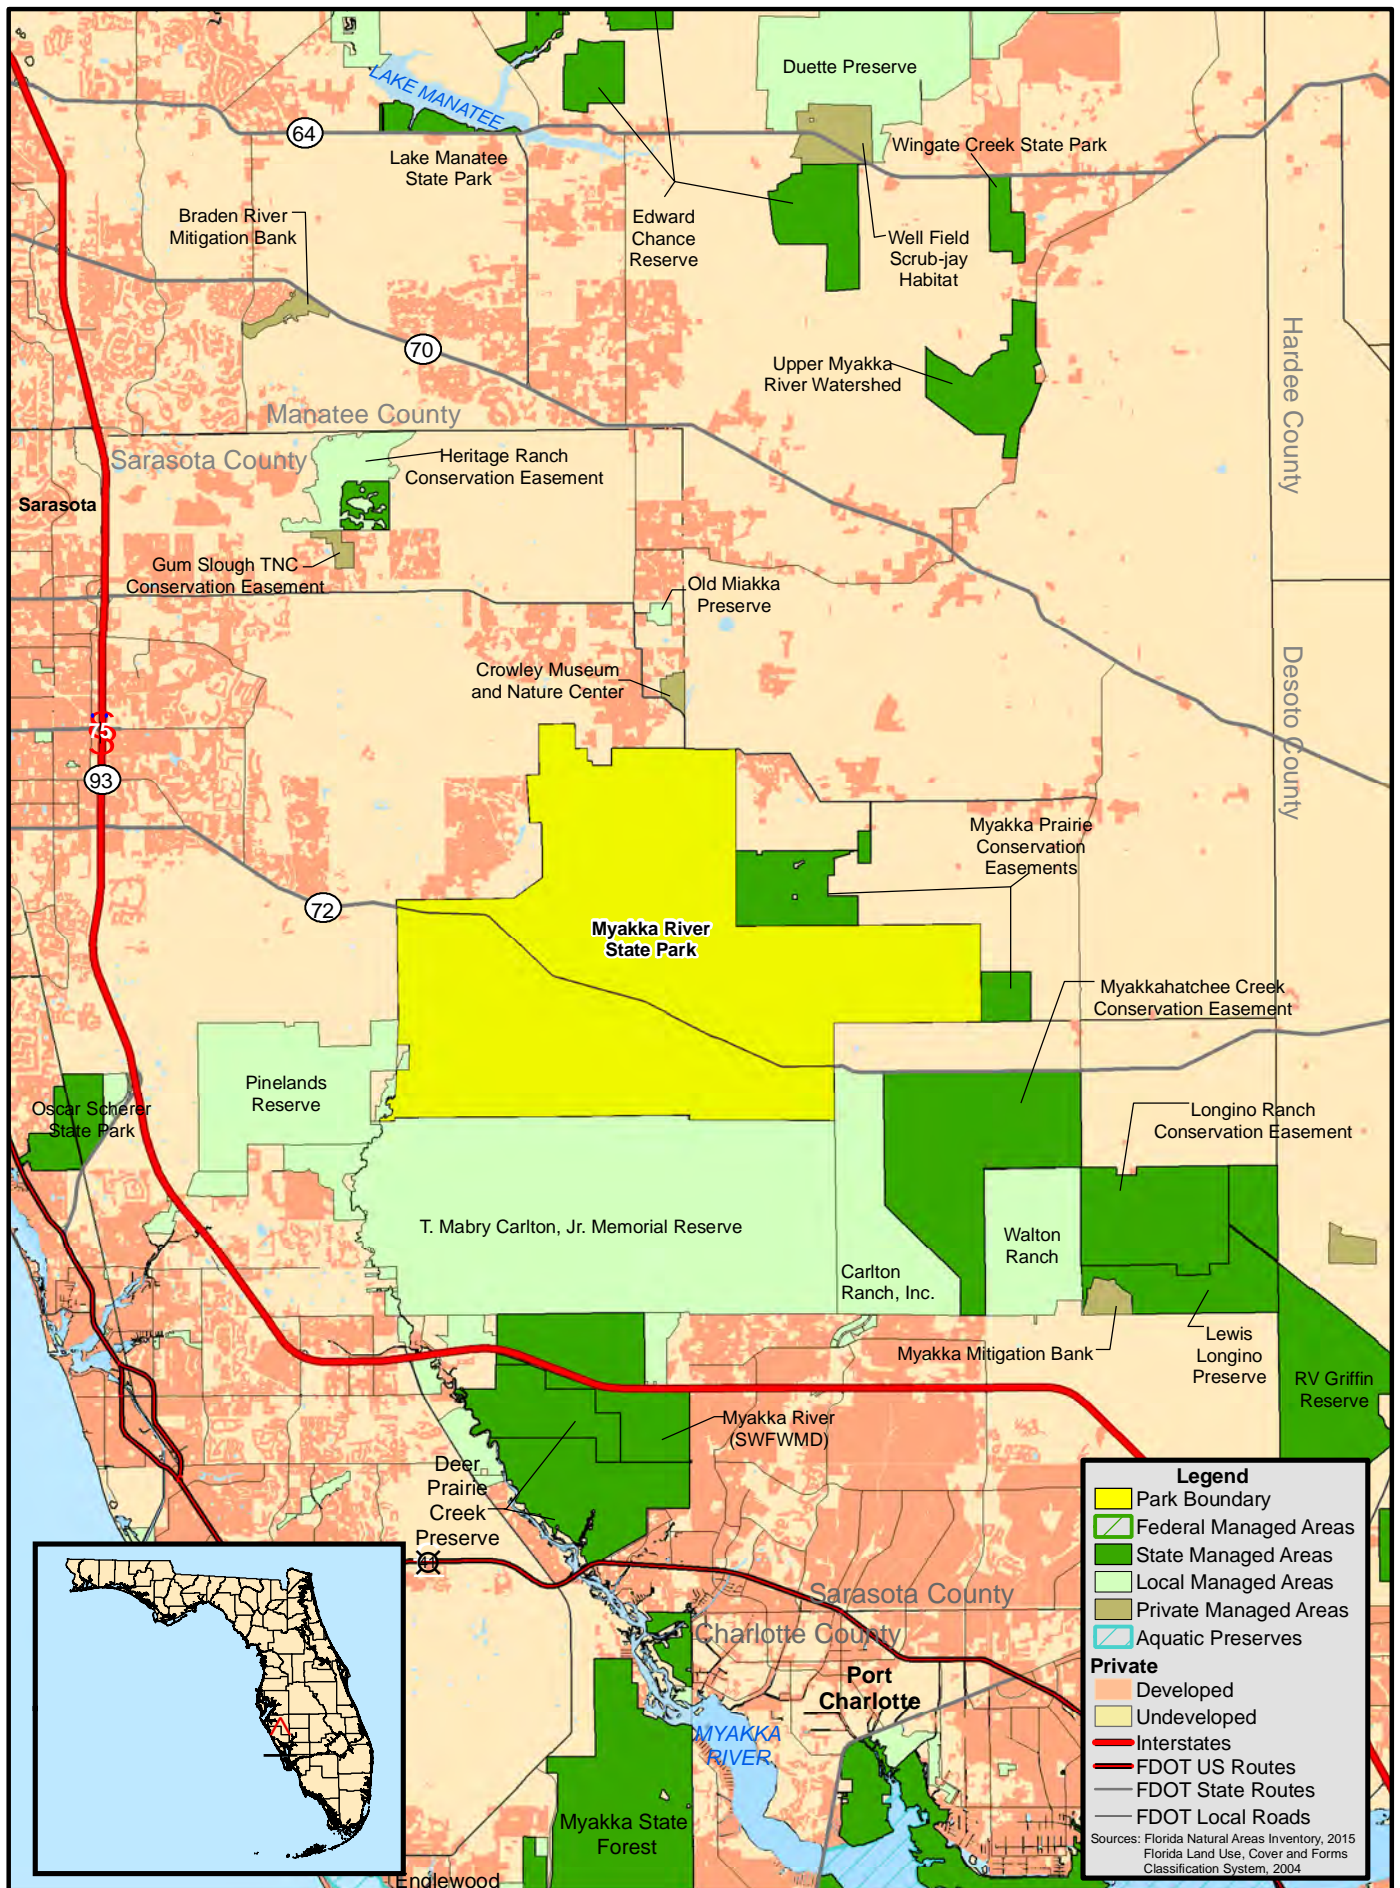 LAKE MANATEE
Duette Preserve
64
Lake Manatee
State Park
Wingate Creek State Park
Braden River
Mitigation Bank
Edward
Chance
Reserve
Well Field
Scrub-jay
Habitat
70
Upper Myakka
River Watershed
Hardee County
Manatee County
Sarasota County
Heritage Ranch
Conservation Easement
Sarasota
Gum Slough TNC
Conservation Easement
Old Miakka
Preserve
Crowley Museum
and Nature Center
Desoto County
75
93
Myakka Prairie
Conservation
Easements
72
Myakka River
State Park
Myakkahatchee Creek
Conservation Easement
Pinelands
Reserve
Oscar Scherer
State Park
Longino Ranch
Conservation Easement
T. Mabry Carlton, Jr. Memorial Reserve
Walton
Ranch
Carlton
Ranch, Inc.
Myakka Mitigation Bank
Lewis
Longino
Preserve
RV Griffin
Reserve
Myakka River
(SWFWMD)
Deer
Prairie
Creek
Preserve
41
Sarasota County
Charlotte County
Port
Charlotte
MYAKKA
RIVER
Myakka State
Forest
Englewood
Legend
Park Boundary
Federal Managed Areas
State Managed Areas
Local Managed Areas
Private Managed Areas
Aquatic Preserves
Private
Developed
Undeveloped
Interstates
FDOT US Routes
FDOT State Routes
FDOT Local Roads
Sources: Florida Natural Areas Inventory, 2015
Florida Land Use, Cover and Forms
Classification System, 2004